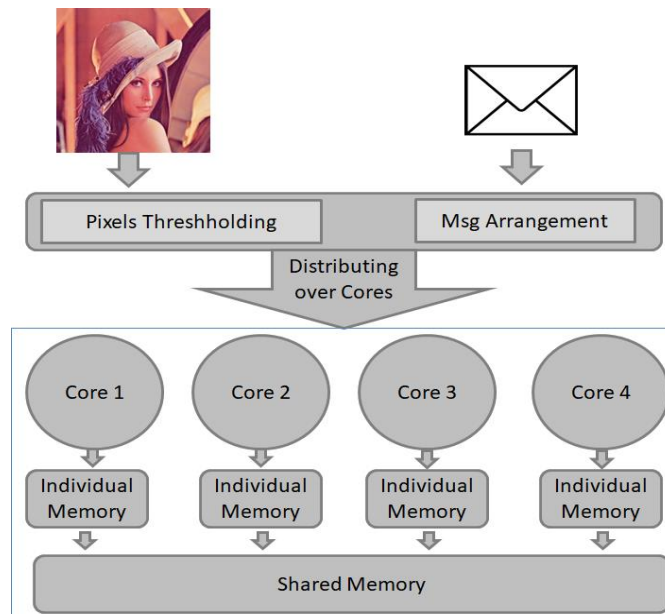 Pixels Threshholding
Msg Arrangement
Distributing
over Cores
Core 1
Core 2
Core 3
Core 4
Individual
Memory
Individual
Memory
Individual
Memory
Individual
Memory
Shared Memory